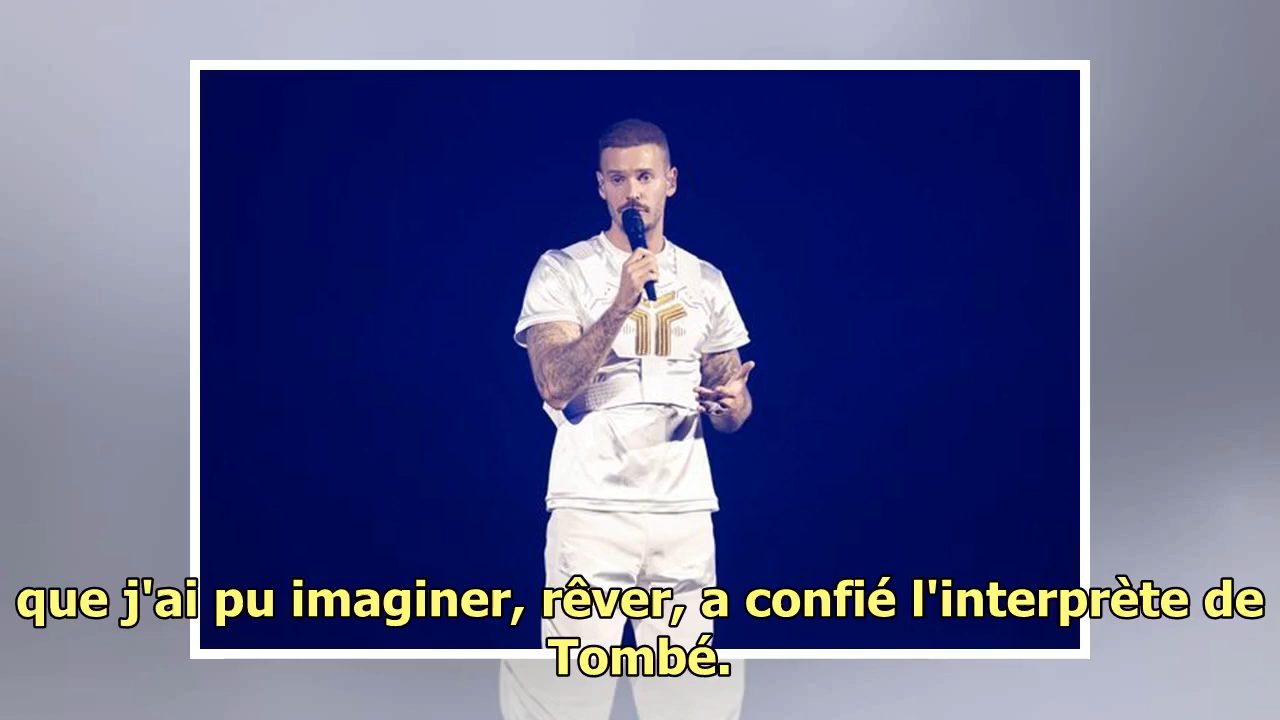 que j'ai pu imaginer, rêver, a confié l'interprète de
Tombé.